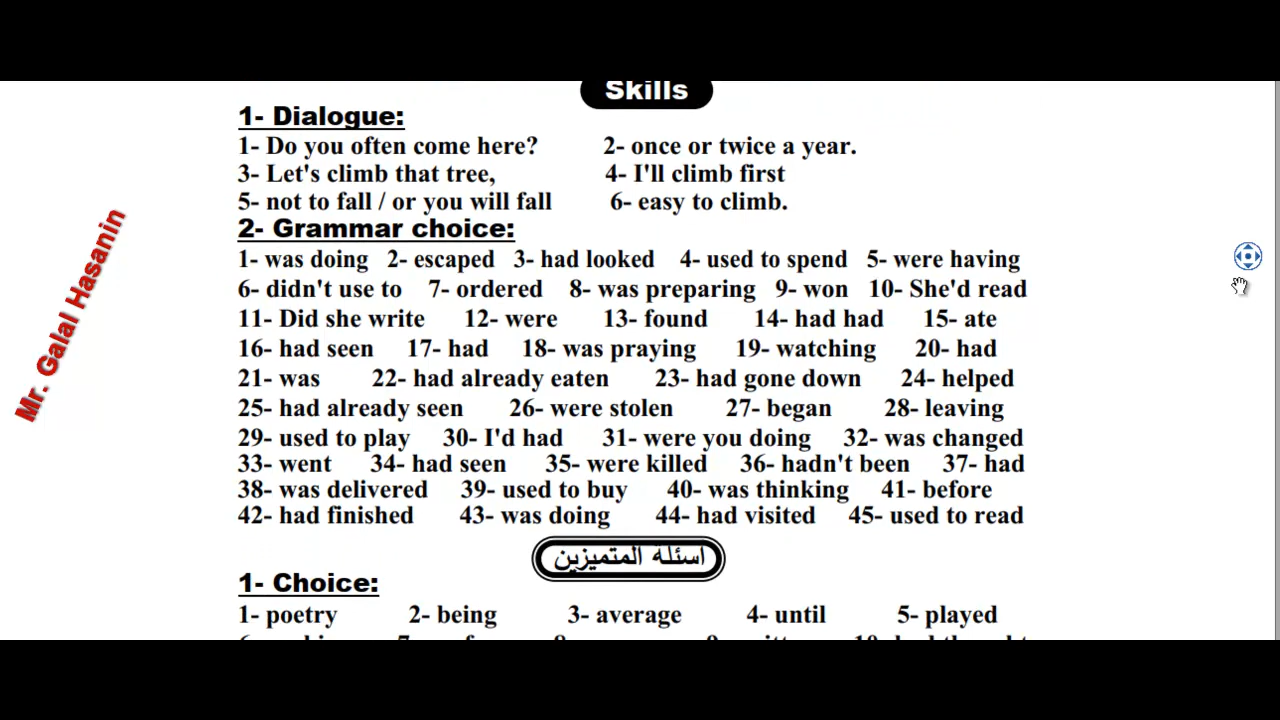 Skills
1- Dialogue:
1- Do you often come here? 2- once or twice a year.
3- Let's climb that tree, 4- I'll climb first
5- not to fall / or you will fall 6- easy to climb.
2- Grammar choice:
1- was doing 2- escaped 3- had looked 4- used to spend 5- were having
6- didn't use to 7- ordered 8- was preparing 9- won 10- She'd read
11- Did she write 12- were 13- found 14- had had 15- ate
16- had seen 17- had 18- was praying 19- watching 20- had
21- was 22- had already eaten 23- had gone down 24- helped
25- had already seen 26- were stolen 27- began 28- leaving
29- used to play 30- I'd had 31- were you doing 32- was changed
33- went 34- had seen 35- were killed 36- hadn't been 37- had
38- was delivered 39- used to buy 40- was thinking 41- before
42- had finished 43- was doing 44- had visited 45- used to read
اسئلة المتميزين
1- Choice:
1- poetry 2- being 3- average 4- until 5- played
Mr. Galal Hasanin